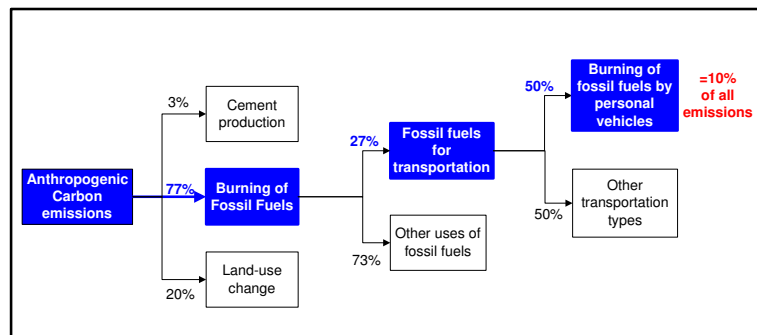 Anthropogenic
Carbon
emissions
3%
77%
20%
Cement
production
Burning of
Fossil Fuels
Land-use
change
27%
73%
Fossil fuels
for
transportation
Other uses of
fossil fuels
50%
50%
Burning of
fossil fuels by
personal
vehicles
Other
transportation
types
=10%
of all
emissions